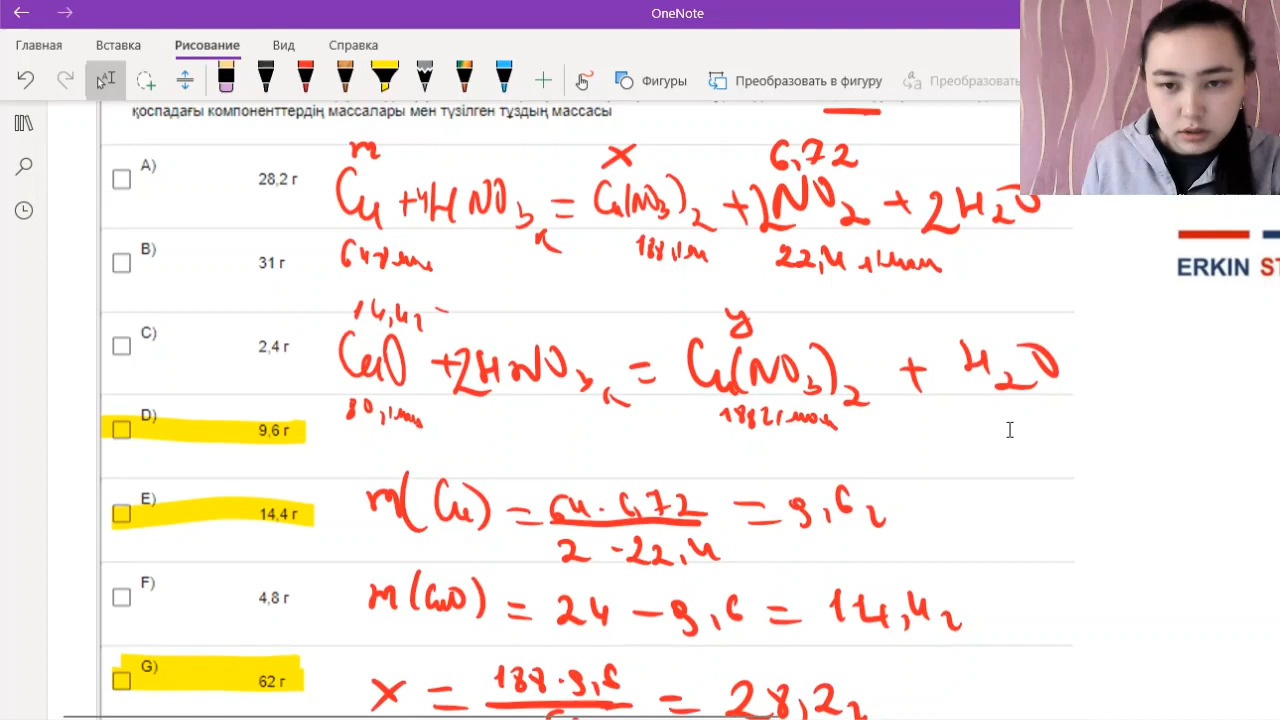 OneNote
Главная Вставка Рисование Вид Справка
Фигуры Преобразовать в фигуру Преобразовать
қоспадағы компоненттердің массалары мен түзілген тұздың массасы
m x 6,72
A) 28,2 г Cu + 4HNO₃к = Cu(NO₃)₂ + 2NO₂ + 2H₂O
64 г/моль 188 г/м 22,4 л/моль
B) 31 г
ERKIN ST
14,4 г y
C) 2,4 г CuO + 2HNO₃к = Cu(NO₃)₂ + H₂O
80 г/моль 188 г/моль
D) 9,6 г
E) 14,4 г m(Cu) = 64 · 6,72 / 2 · 22,4 = 9,6 г
F) 4,8 г m(CuO) = 24 – 9,6 = 14,4 г
G) 62 г x = 188 · 9,6 = 28,2 г